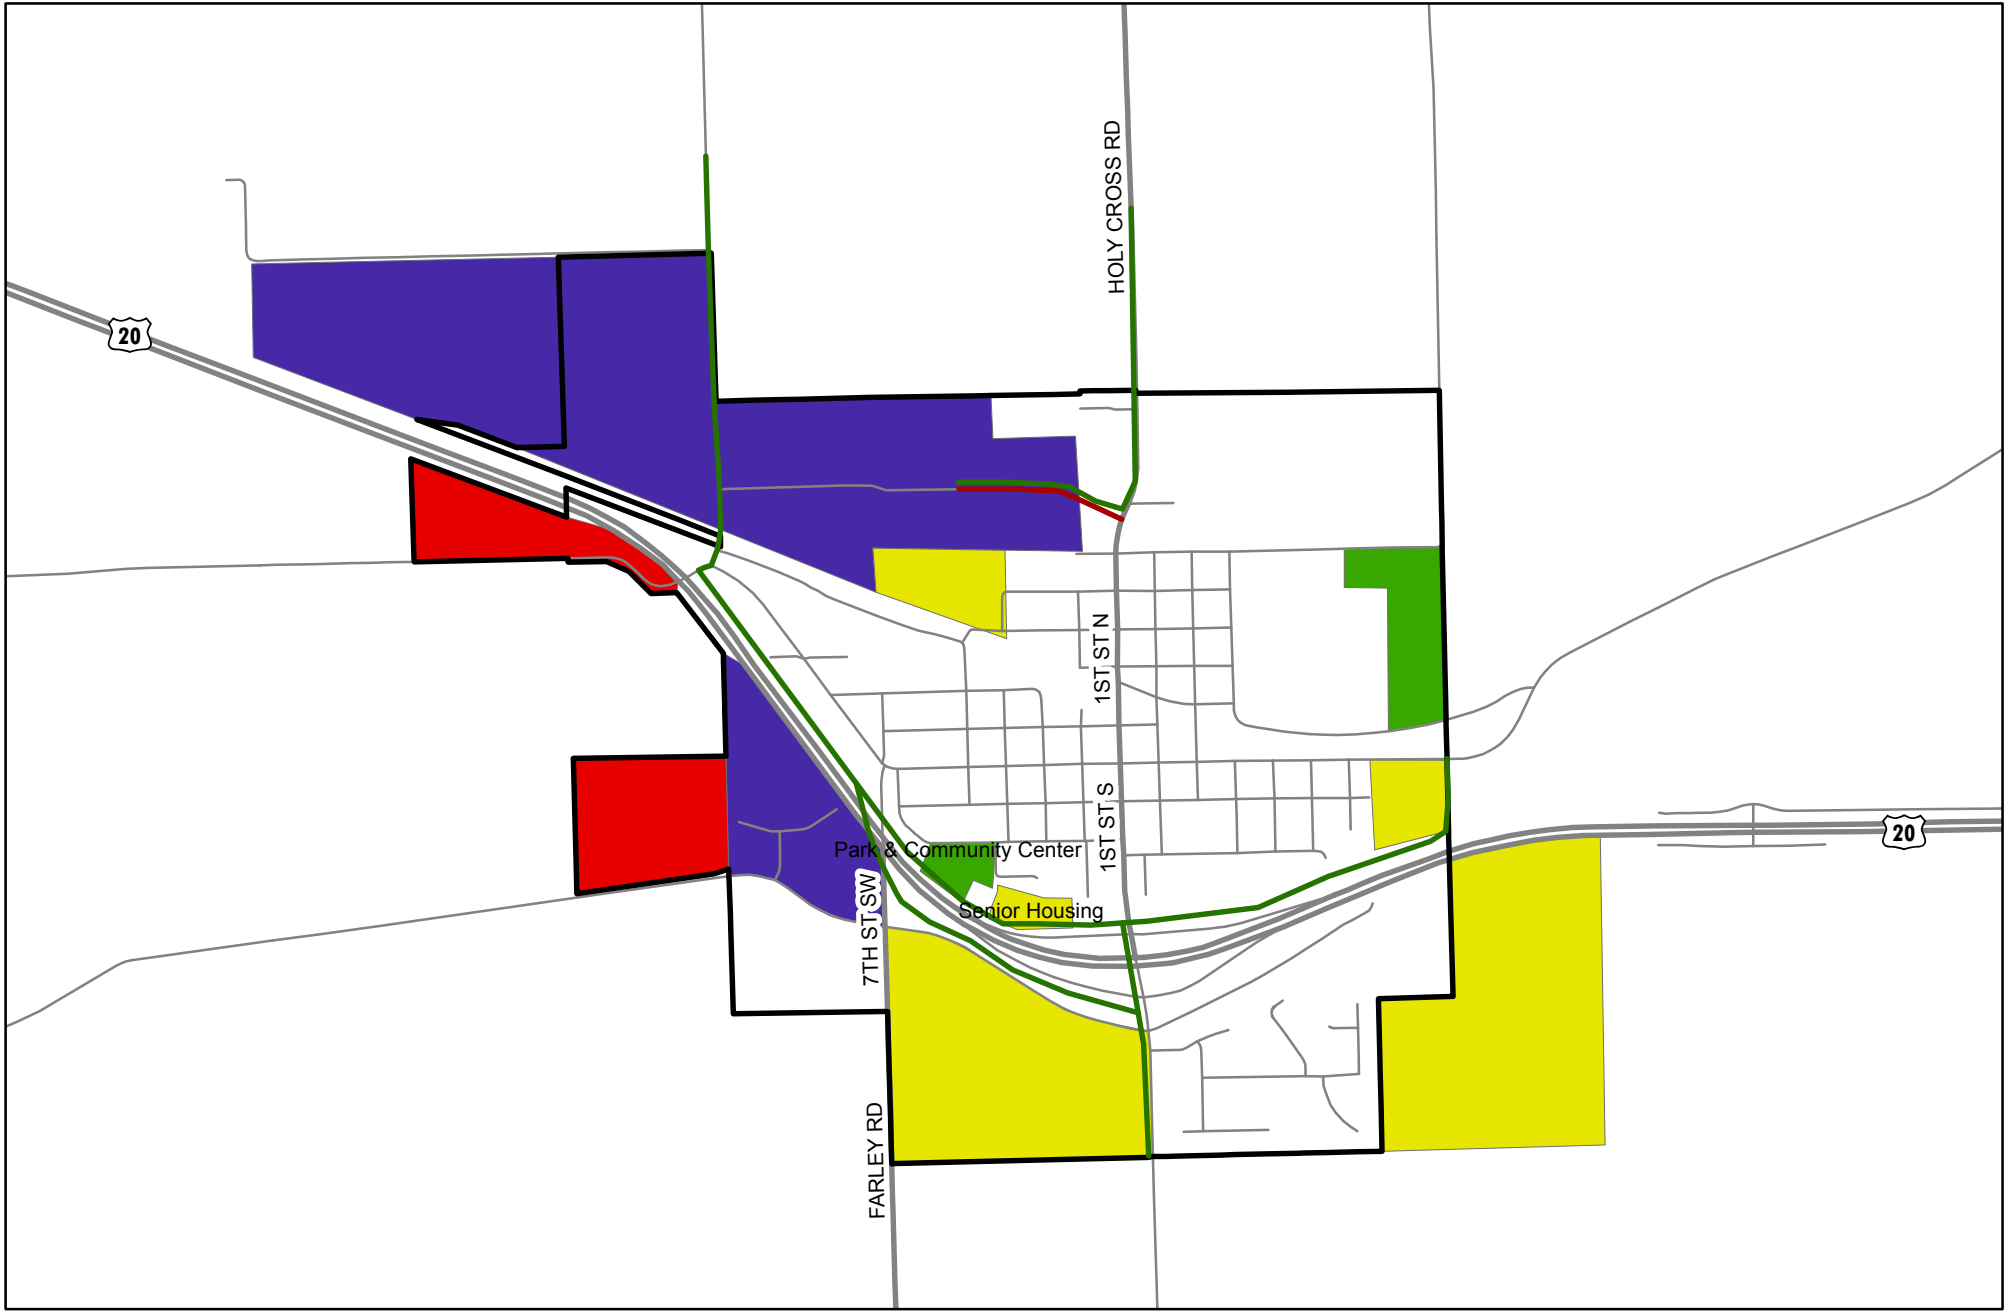 HOLY CROSS RD
20
1ST ST N
1ST ST S
20
Park & Community Center
7TH ST SW
Senior Housing
FARLEY RD